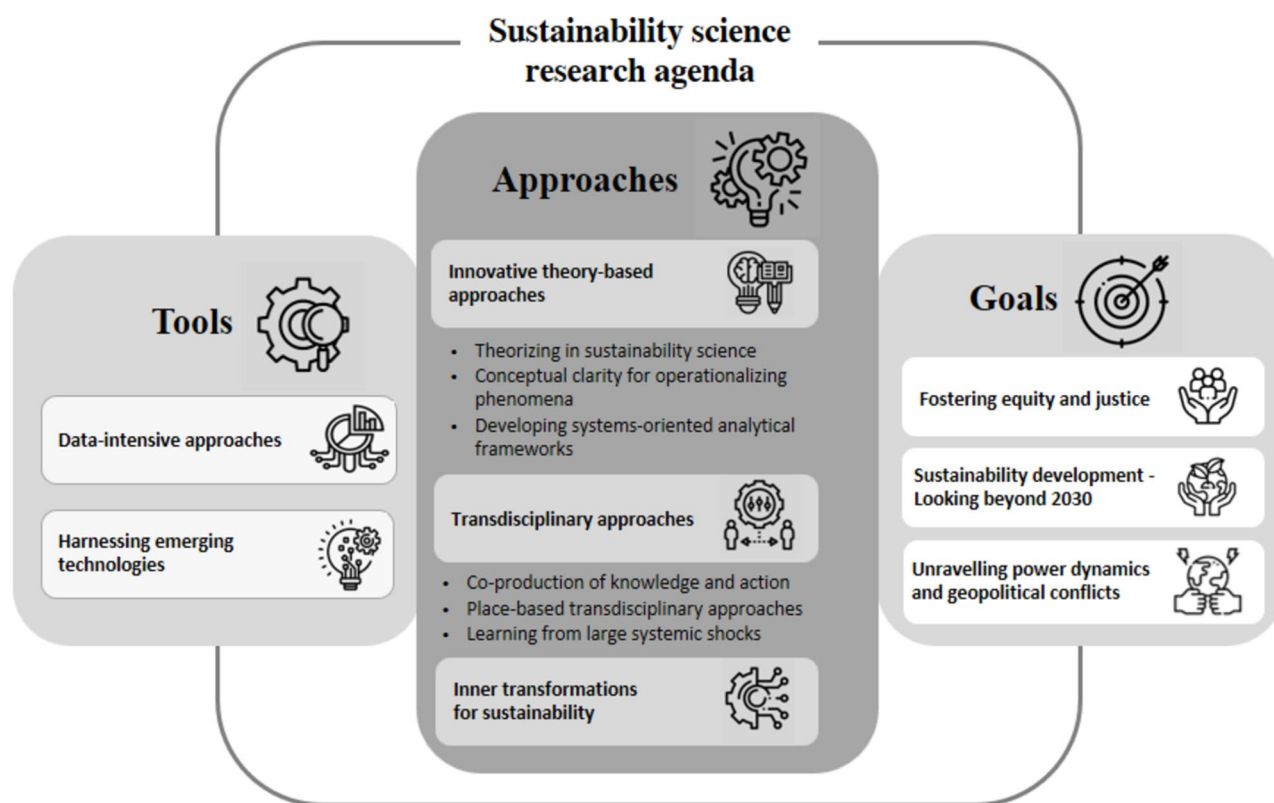 Sustainability science
research agenda
Tools
Data-intensive approaches
Harnessing emerging
technologies
Approaches
Innovative theory-based
approaches
• Theorizing in sustainability science
• Conceptual clarity for operationalizing
phenomena
• Developing systems-oriented analytical
frameworks
Transdisciplinary approaches
• Co-production of knowledge and action
• Place-based transdisciplinary approaches
• Learning from large systemic shocks
Inner transformations
for sustainability
Goals
Fostering equity and justice
Sustainability development -
Looking beyond 2030
Unravelling power dynamics
and geopolitical conflicts